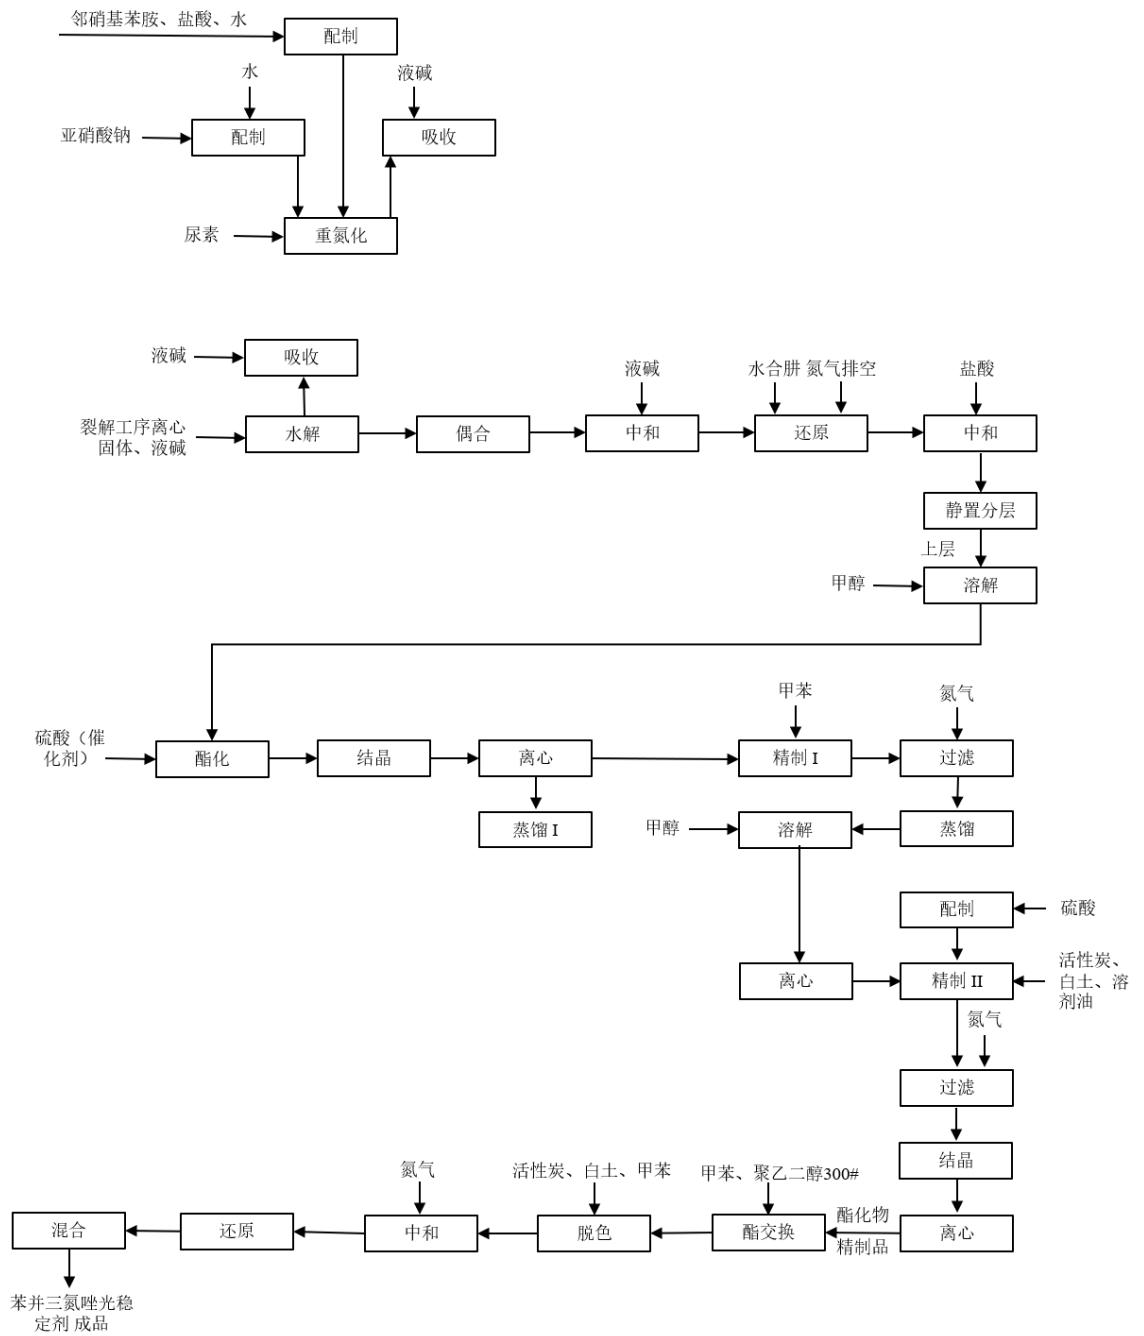 邻硝基苯胺、盐酸、水
配制
水
液碱
亚硝酸钠
配制
吸收
尿素
重氮化
液碱
吸收
液碱
水合肼 氮气排空
盐酸
裂解工序离心
固体、液碱
水解
偶合
中和
还原
中和
静置分层
上层
甲醇
溶解
甲苯
氮气
硫酸（催
化剂）
酯化
结晶
离心
精制 I
过滤
蒸馏 I
甲醇
溶解
蒸馏
配制
硫酸
离心
精制 II
活性炭、
白土、溶
剂油
氮气
过滤
结晶
氮气
活性炭、白土、甲苯
甲苯、聚乙二醇300#
混合
还原
中和
脱色
酯交换
酯化物
精制品
离心
苯并三氮唑光稳
定剂 成品